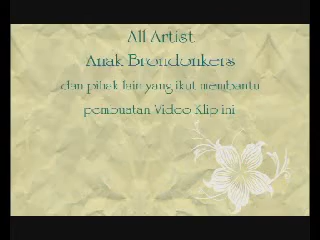 All Artist
Anak Brondonkers
dan pihak lain yang ikut membantu
pembuatan Video Klip ini